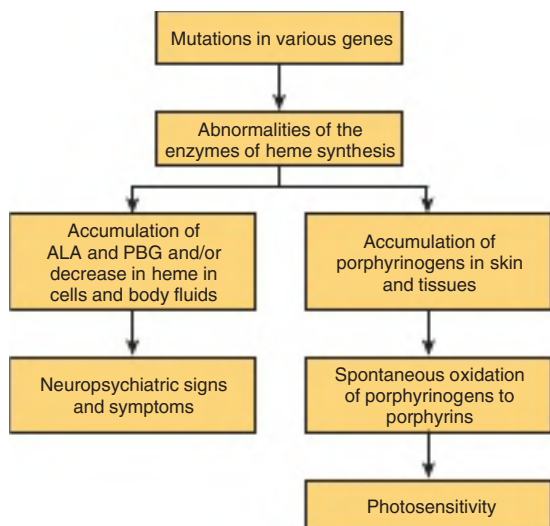 Mutations in various genes
Abnormalities of the
enzymes of heme synthesis
Accumulation of
ALA and PBG and/or
decrease in heme in
cells and body fluids
Neuropsychiatric signs
and symptoms
Accumulation of
porphyrinogens in skin
and tissues
Spontaneous oxidation
of porphyrinogens to
porphyrins
Photosensitivity